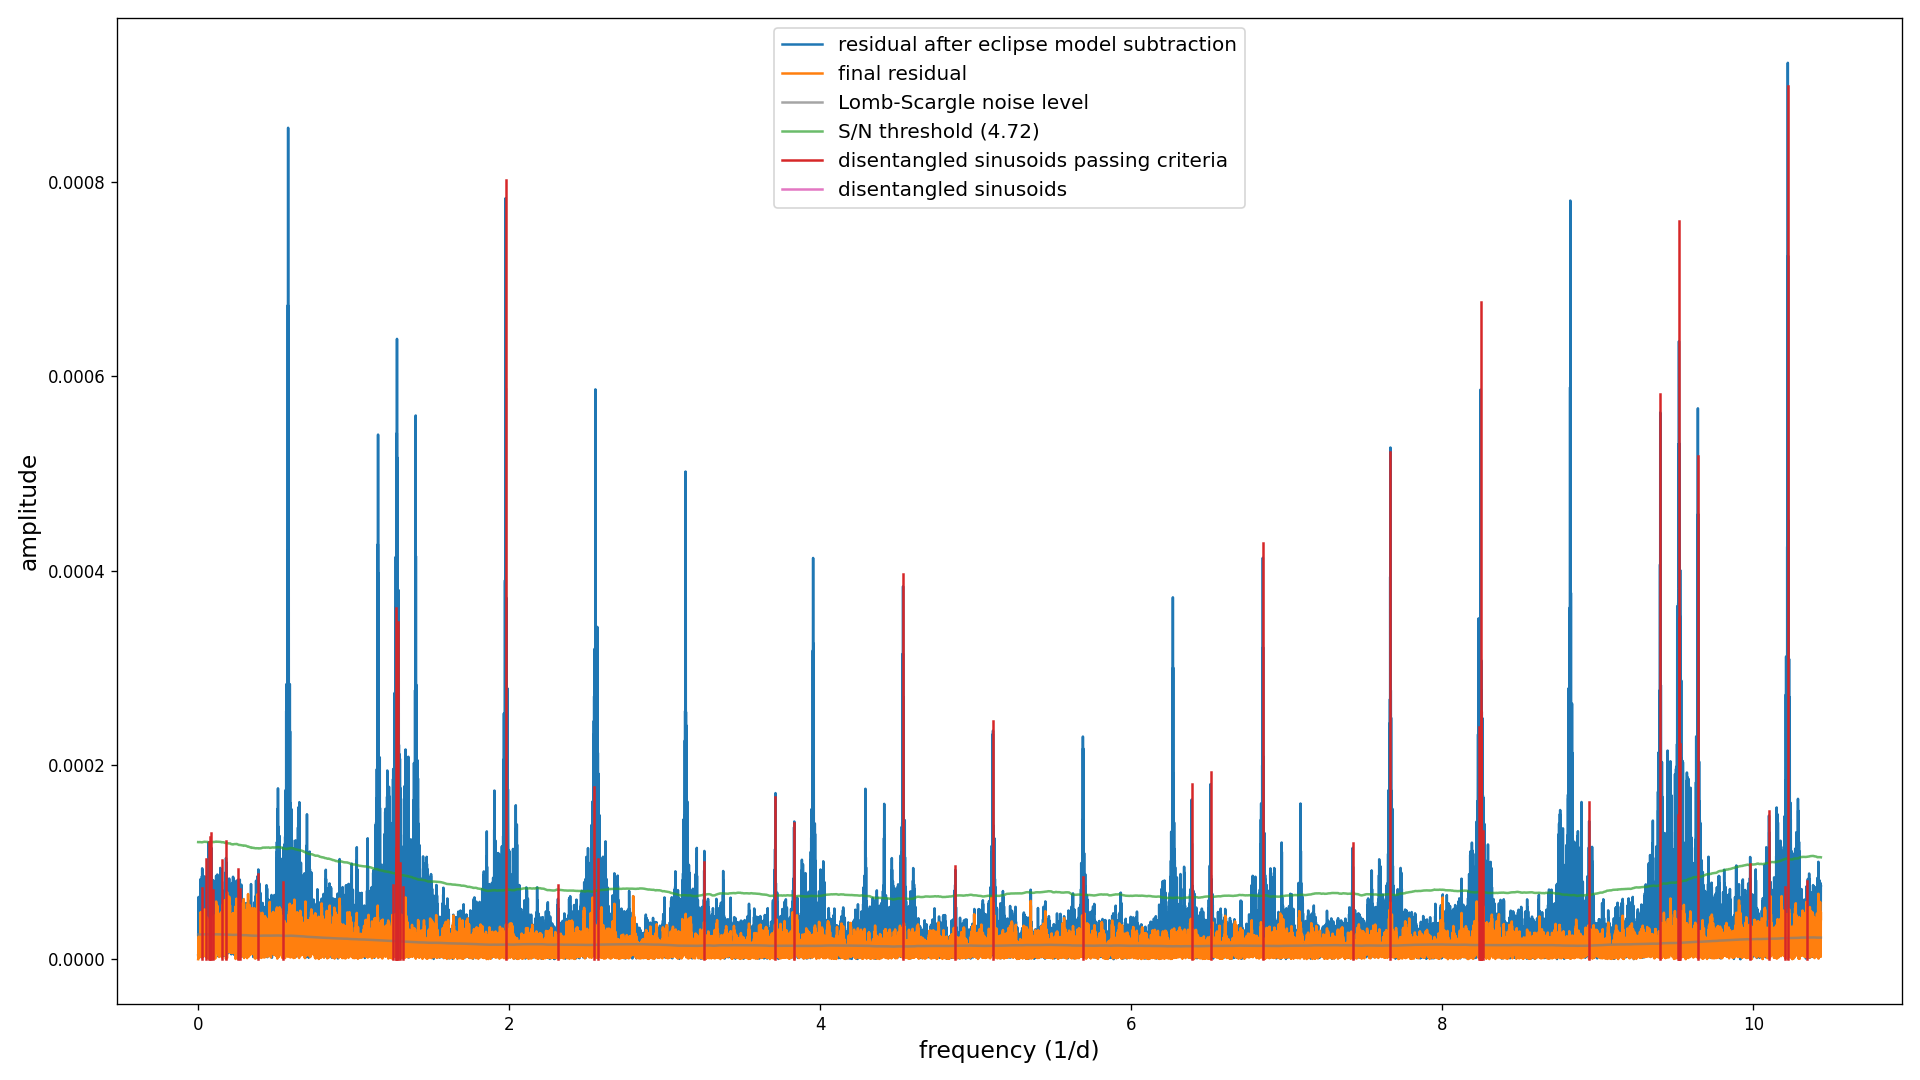 residual after eclipse model subtraction
final residual
Lomb-Scargle noise level
S/N threshold (4.72)
disentangled sinusoids passing criteria
disentangled sinusoids
amplitude
0.0008
0.0006
0.0004
0.0002
0.0000
0 2 4 6 8 10
frequency (1/d)